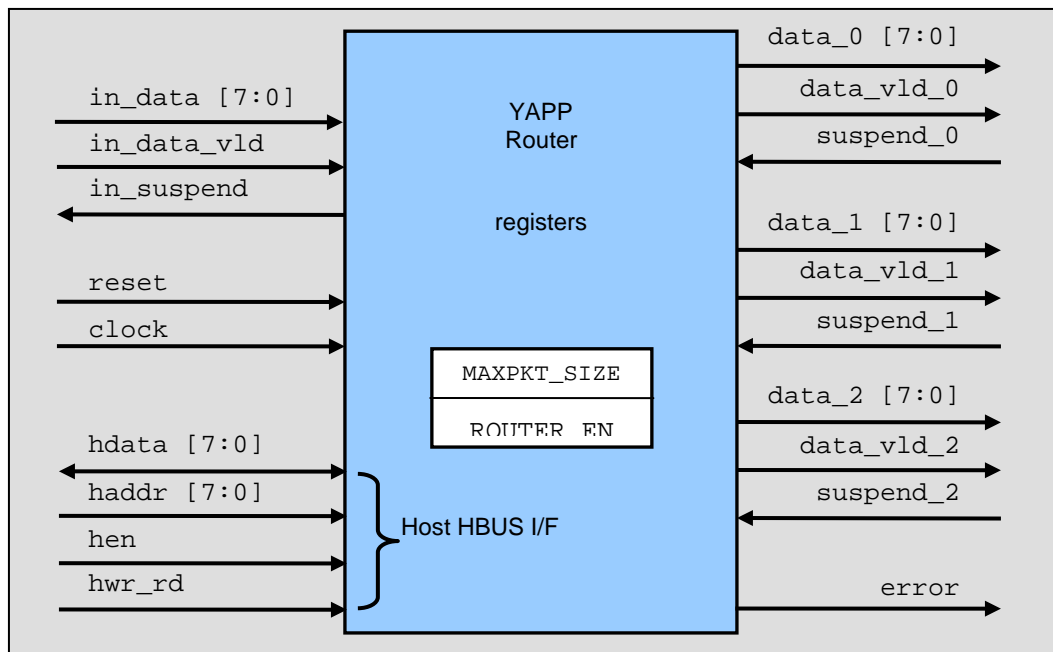 in_data [7:0]
in_data_vld
in_suspend
reset
clock
hdata [7:0]
haddr [7:0]
hen
hwr_rd
YAPP
Router
registers
MAXPKT_SIZE
ROUTER_EN
Host HBUS I/F
data_0 [7:0]
data_vld_0
suspend_0
data_1 [7:0]
data_vld_1
suspend_1
data_2 [7:0]
data_vld_2
suspend_2
error